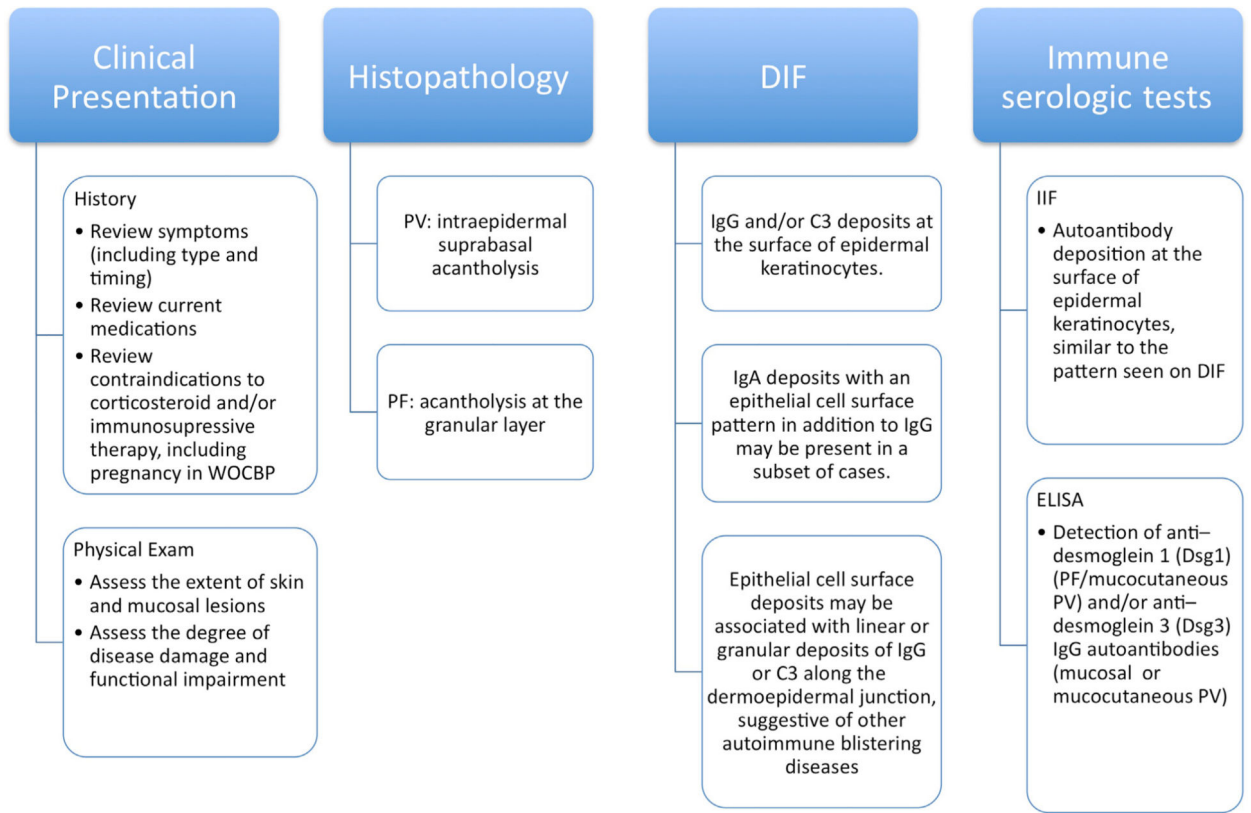 Clinical
Presentation
History
• Review symptoms
(including type and
timing)
• Review current
medications
• Review
contraindications to
corticosteroid and/or
immunosupressive
therapy, including
pregnancy in WOCBP
Physical Exam
• Assess the extent of skin
and mucosal lesions
• Assess the degree of
disease damage and
functional impairment
Histopathology
PV: intraepidermal
suprabasal
acantholysis
PF: acantholysis at the
granular layer
DIF
IgG and/or C3 deposits at
the surface of epidermal
keratinocytes.
IgA deposits with an
epithelial cell surface
pattern in addition to IgG
may be present in a
subset of cases.
Epithelial cell surface
deposits may be
associated with linear or
granular deposits of IgG
or C3 along the
dermoepidermal junction,
suggestive of other
autoimmune blistering
diseases
Immune
serologic tests
IIF
• Autoantibody
deposition at the
surface of
epidermal
keratinocytes,
similar to the
pattern seen on DIF
ELISA
• Detection of anti–
desmoglein 1 (Dsg1)
(PF/mucocutaneous
PV) and/or anti–
desmoglein 3 (Dsg3)
IgG autoantibodies
(mucosal or
mucocutaneous PV)